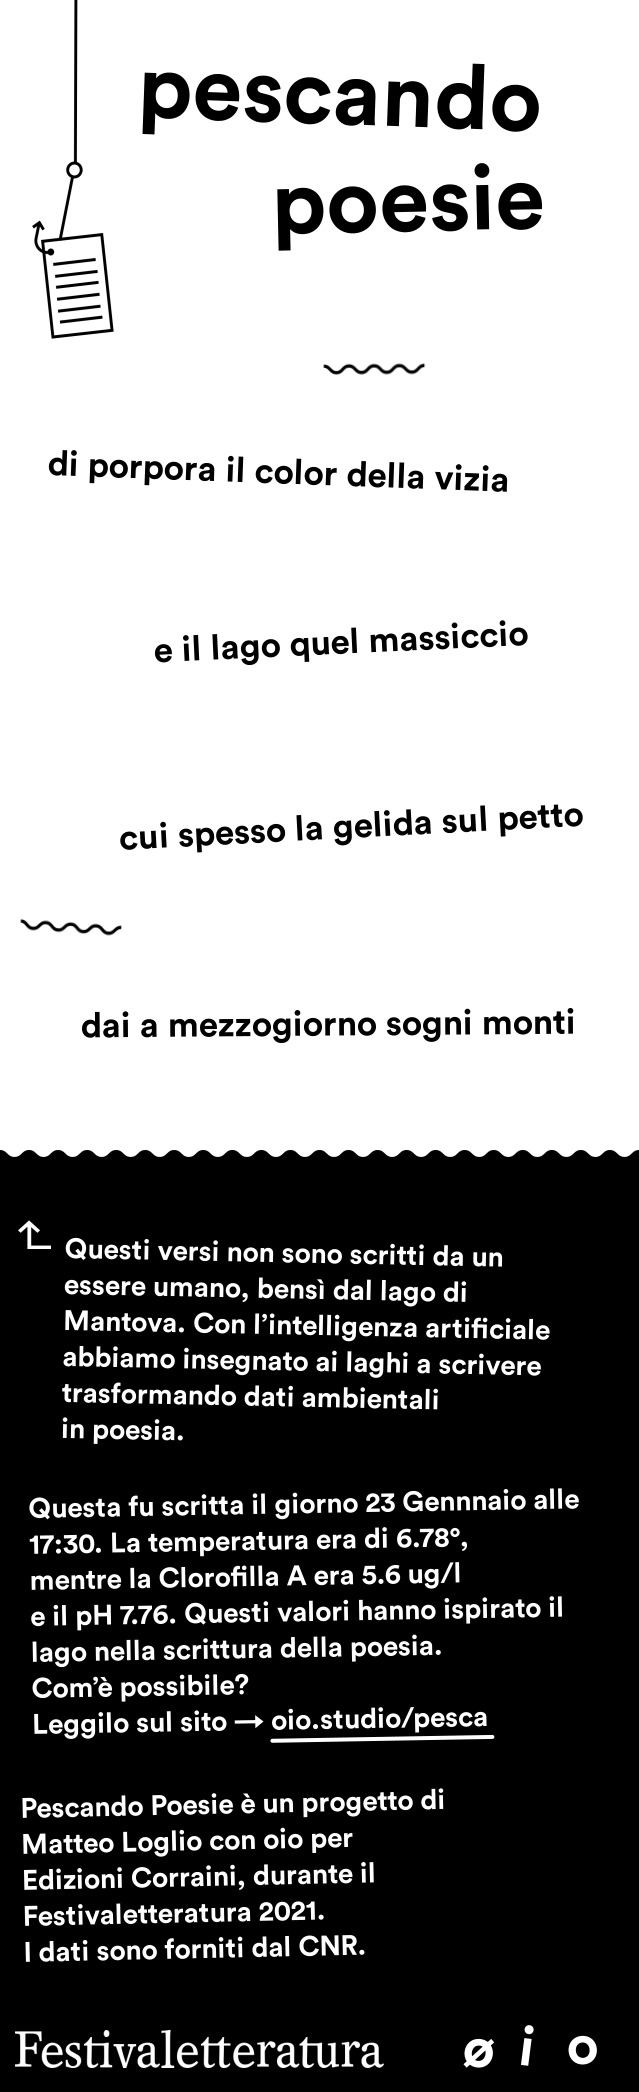 pescando
poesie
di porpora il color della vizia
e il lago quel massiccio
cui spesso la gelida sul petto
dai a mezzogiorno sogni monti
Questi versi non sono scritti da un
essere umano, bensì dal lago di
Mantova. Con l’intelligenza artificiale
abbiamo insegnato ai laghi a scrivere
trasformando dati ambientali
in poesia.
Questa fu scritta il giorno 23 Gennnaio alle
17:30. La temperatura era di 6.78°,
mentre la Clorofilla A era 5.6 ug/l
e il pH 7.76. Questi valori hanno ispirato il
lago nella scrittura della poesia.
Com’è possibile?
Leggilo sul sito → oio.studio/pesca
Pescando Poesie è un progetto di
Matteo Loglio con oio per
Edizioni Corraini, durante il
Festivaletteratura 2021.
I dati sono forniti dal CNR.
Festivaletteratura ø i o